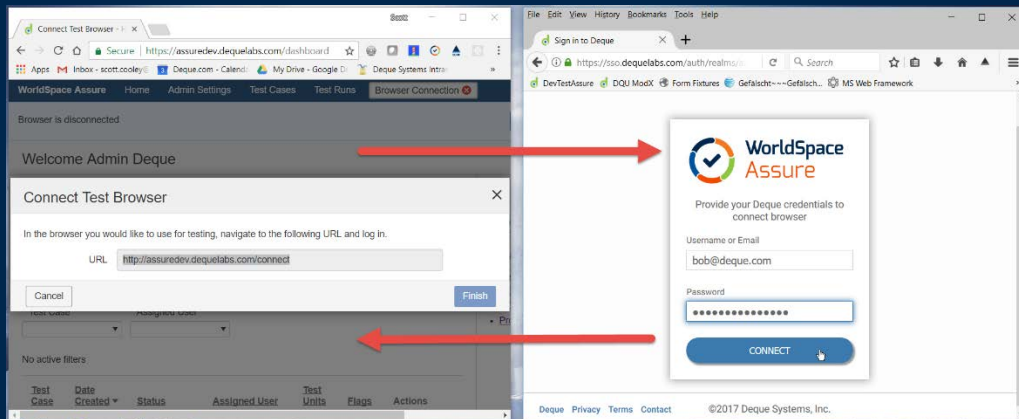 Scott
Connect Test Browser -
Secure | https://assuredev.dequelabs.com/dashboard
Apps Inbox - scott.cooley@ Deque.com - Calenda My Drive - Google Dr Deque Systems Intra »
WorldSpace Assure Home Admin Settings Test Cases Test Runs Browser Connection
Browser is disconnected
Welcome Admin Deque
Connect Test Browser
In the browser you would like to use for testing, navigate to the following URL and log in.
URL http://assuredev.dequelabs.com/connect
Cancel Finish
Test Case Assigned User
No active filters
Test Case Date Created Status Assigned User Test Units Flags Actions
File Edit View History Bookmarks Tools Help
Sign in to Deque
https://sso.dequelabs.com/auth/realms/ Search
DevTestAssure DQU ModX Form Fixtures Gefälscht~~~Gefälsch... MS Web Framework
WorldSpace
Assure
Provide your Deque credentials to
connect browser
Username or Email
bob@deque.com
Password
CONNECT
Deque Privacy Terms Contact ©2017 Deque Systems, Inc.